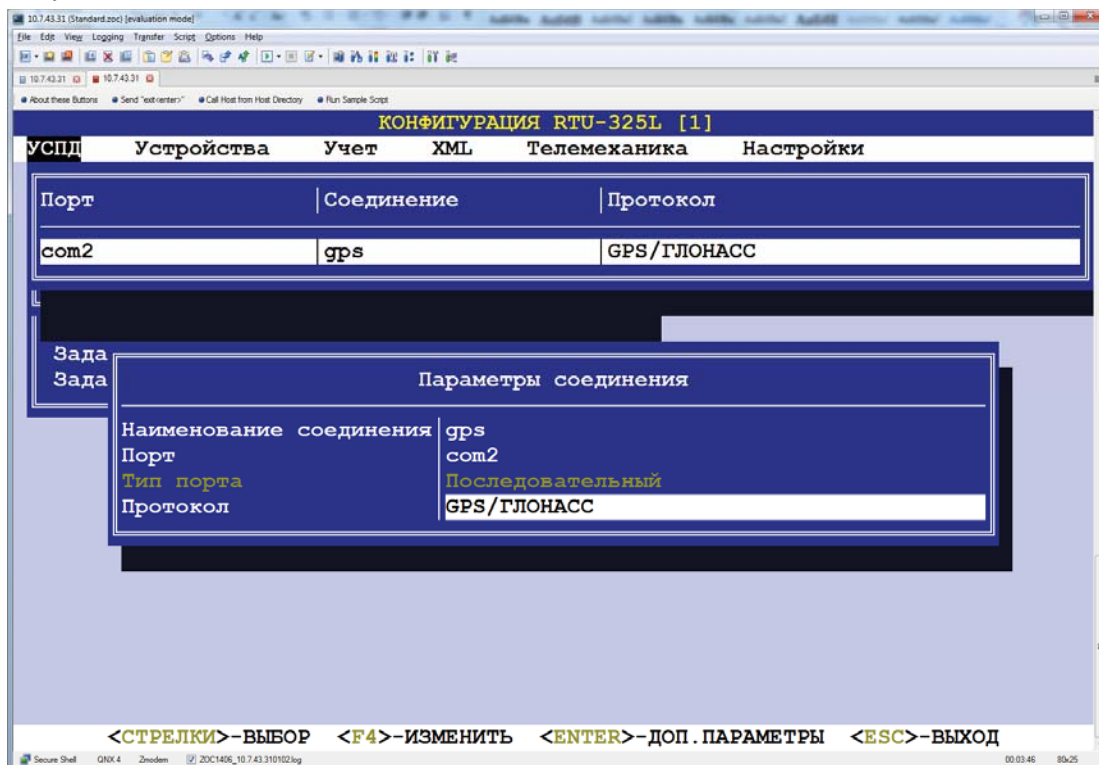 10.7.43.31 (Standard.zoc) [evaluation mode]
File Edit View Logging Transfer Script Options Help
10.7.43.31 10.7.43.31
About these Buttons Send "exit<enter>" Call Host from Host Directory Run Sample Script
КОНФИГУРАЦИЯ RTU-325L [1]
УСПД Устройства Учет XML Телемеханика Настройки
Порт Соединение Протокол
com2 gps GPS/ГЛОНАСС
Зада
Зада
Параметры соединения
Наименование соединения gps
Порт com2
Тип порта Последовательный
Протокол GPS/ГЛОНАСС
<СТРЕЛКИ>-ВЫБОР <F4>-ИЗМЕНИТЬ <ENTER>-ДОП.ПАРАМЕТРЫ <ESC>-ВЫХОД
Secure Shell QNX 4 Zmodem ZOC1406_10.7.43.310102.log 00:03:46 80x25